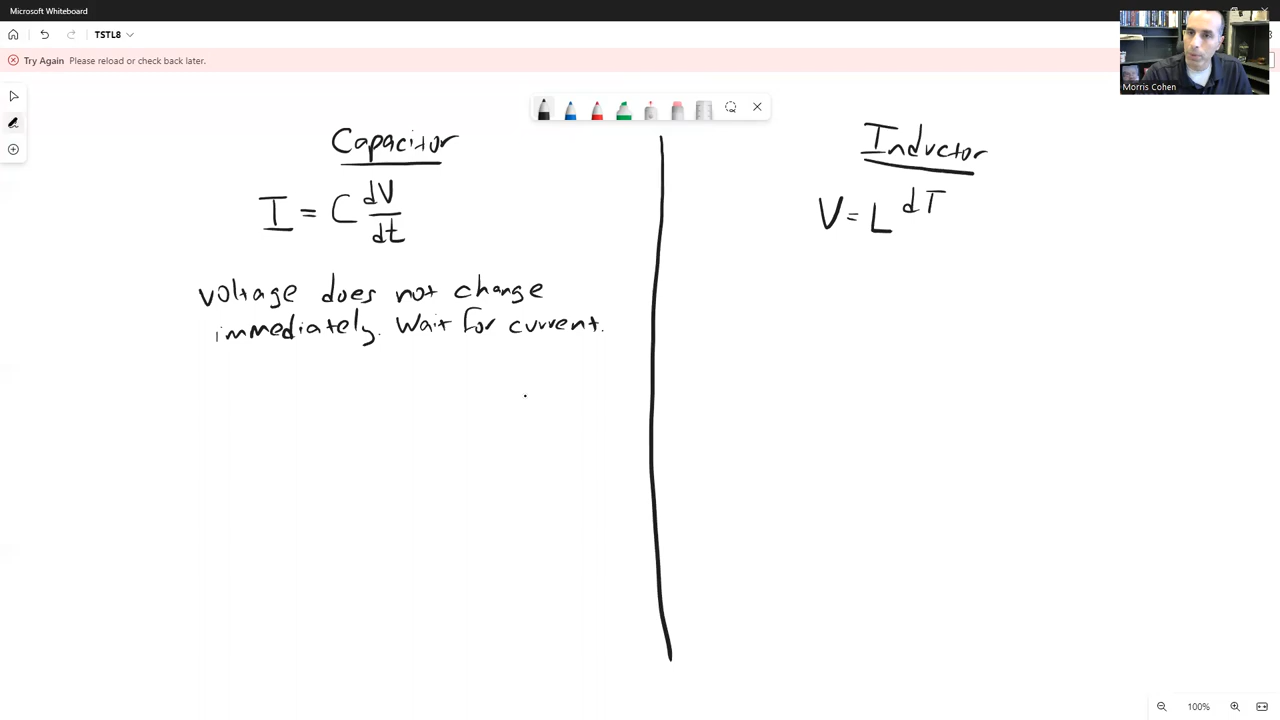 Microsoft Whiteboard
TSTL8
Try Again Please reload or check back later.
Morris Cohen
Capacitor
I = C dV/dt
voltage does not change
immediately. Wait for current.
Inductor
V = L dI
100%